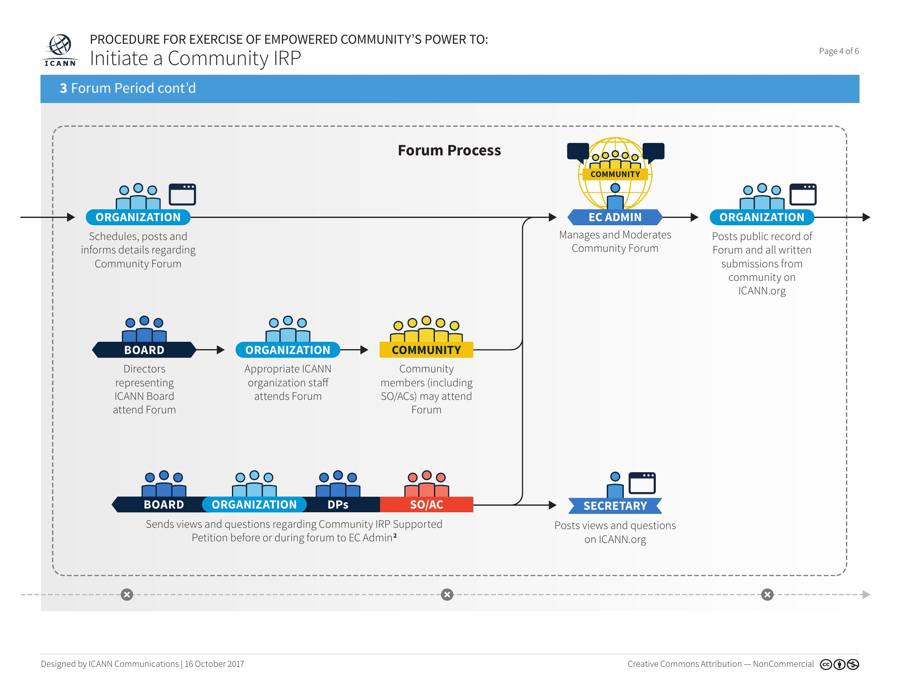 ICANN
PROCEDURE FOR EXERCISE OF EMPOWERED COMMUNITY'S POWER TO:
Initiate a Community IRP
Page 4 of 6
3 Forum Period cont'd
Forum Process
COMMUNITY
ORGANIZATION
Schedules, posts and
informs details regarding
Community Forum
EC ADMIN
Manages and Moderates
Community Forum
ORGANIZATION
Posts public record of
Forum and all written
submissions from
community on
ICANN.org
BOARD
Directors
representing
ICANN Board
attend Forum
ORGANIZATION
Appropriate ICANN
organization staff
attends Forum
COMMUNITY
Community
members (including
SO/ACs) may attend
Forum
BOARD
ORGANIZATION
DPs
SO/AC
Sends views and questions regarding Community IRP Supported
Petition before or during forum to EC Admin²
SECRETARY
Posts views and questions
on ICANN.org
Designed by ICANN Communications | 16 October 2017
Creative Commons Attribution — NonCommercial